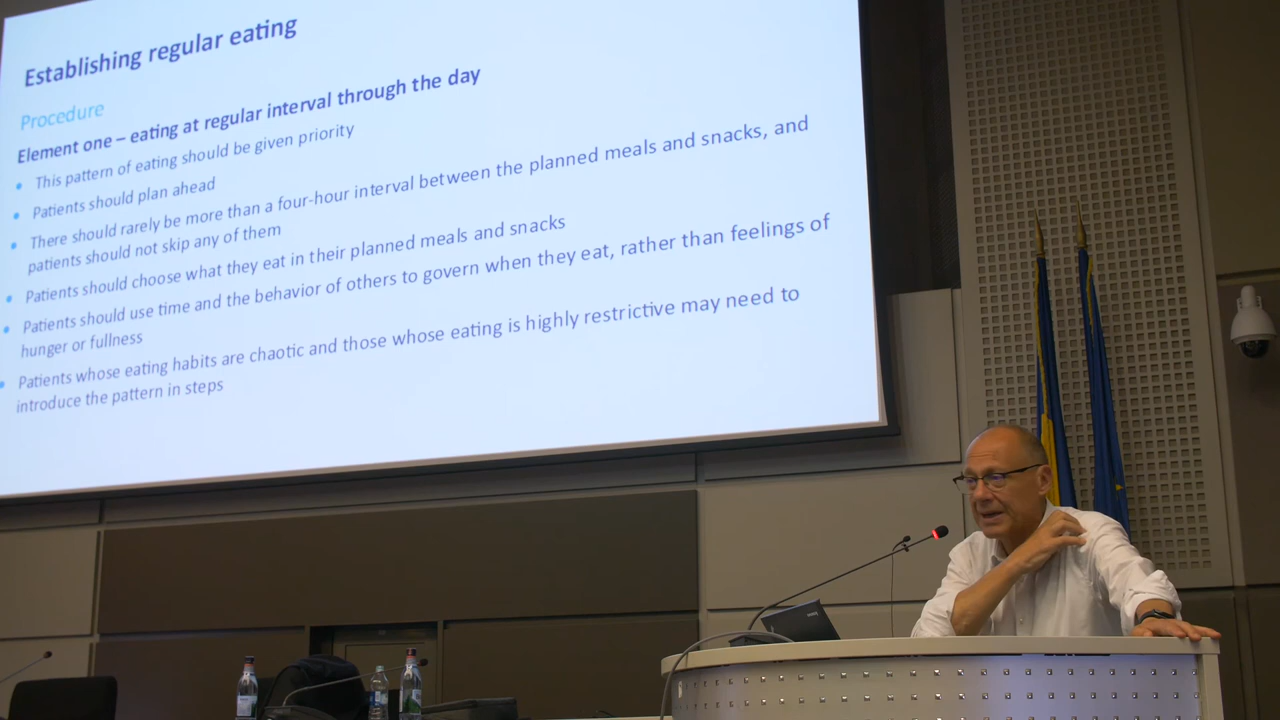 Establishing regular eating
Procedure
Element one – eating at regular interval through the day
• This pattern of eating should be given priority
• Patients should plan ahead
• There should rarely be more than a four-hour interval between the planned meals and snacks, and
patients should not skip any of them
• Patients should choose what they eat in their planned meals and snacks
• Patients should use time and the behavior of others to govern when they eat, rather than feelings of
hunger or fullness
• Patients whose eating habits are chaotic and those whose eating is highly restrictive may need to
introduce the pattern in steps